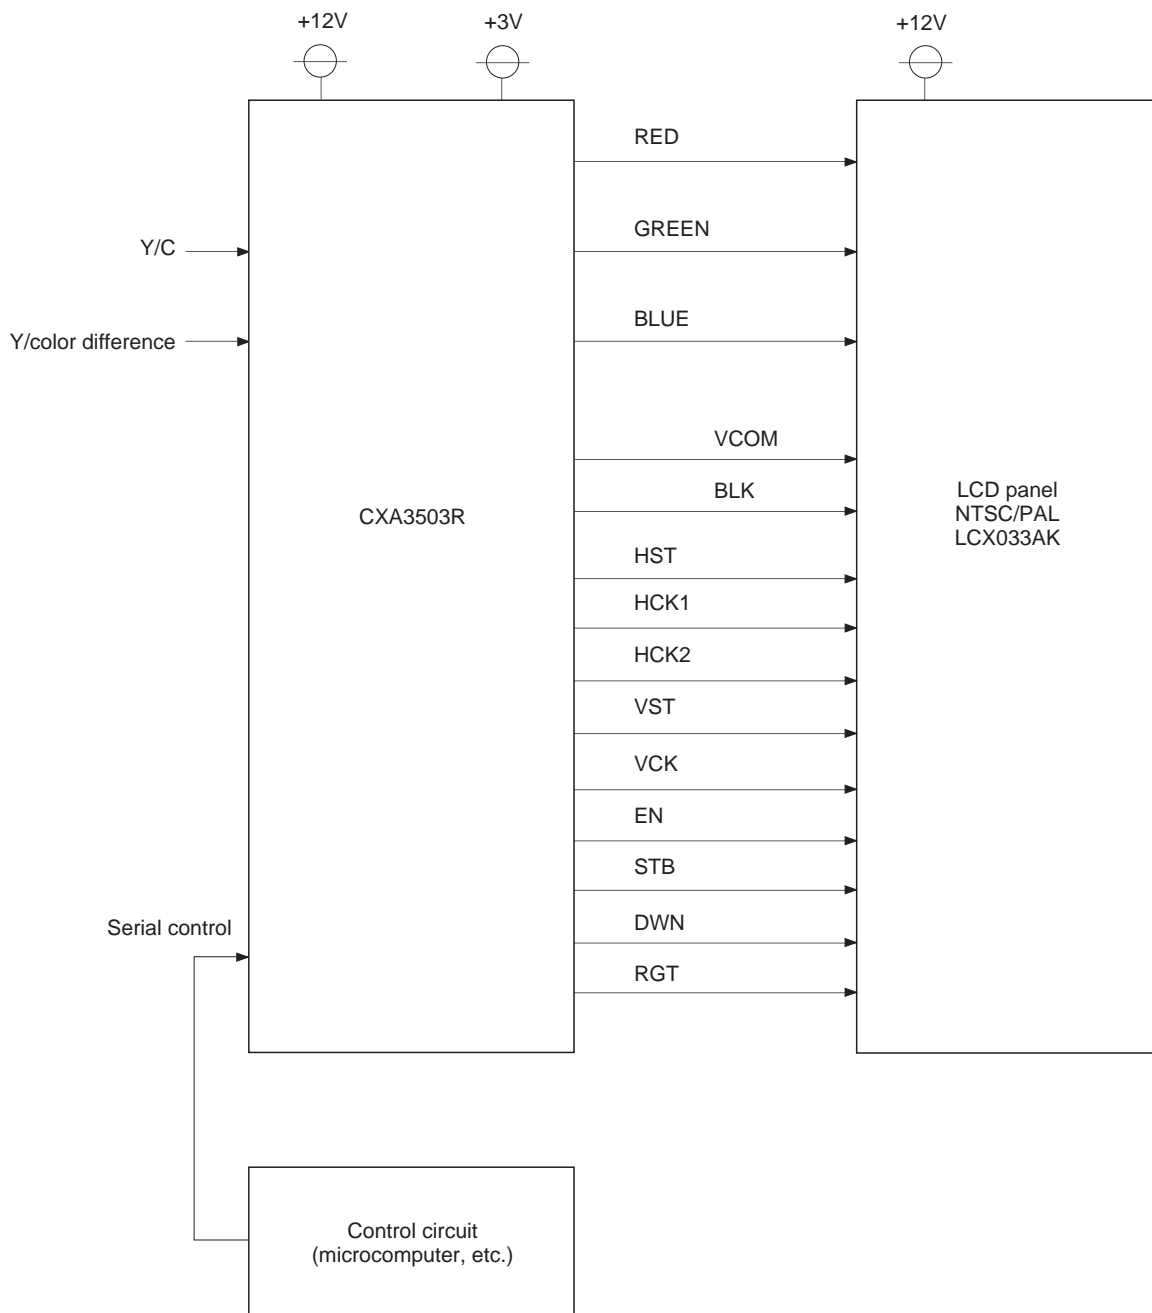 +12V
+3V
+12V
RED
GREEN
Y/C
BLUE
Y/color difference
VCOM
BLK
CXA3503R
LCD panel
NTSC/PAL
LCX033AK
HST
HCK1
HCK2
VST
VCK
EN
STB
DWN
Serial control
RGT
Control circuit
(microcomputer, etc.)